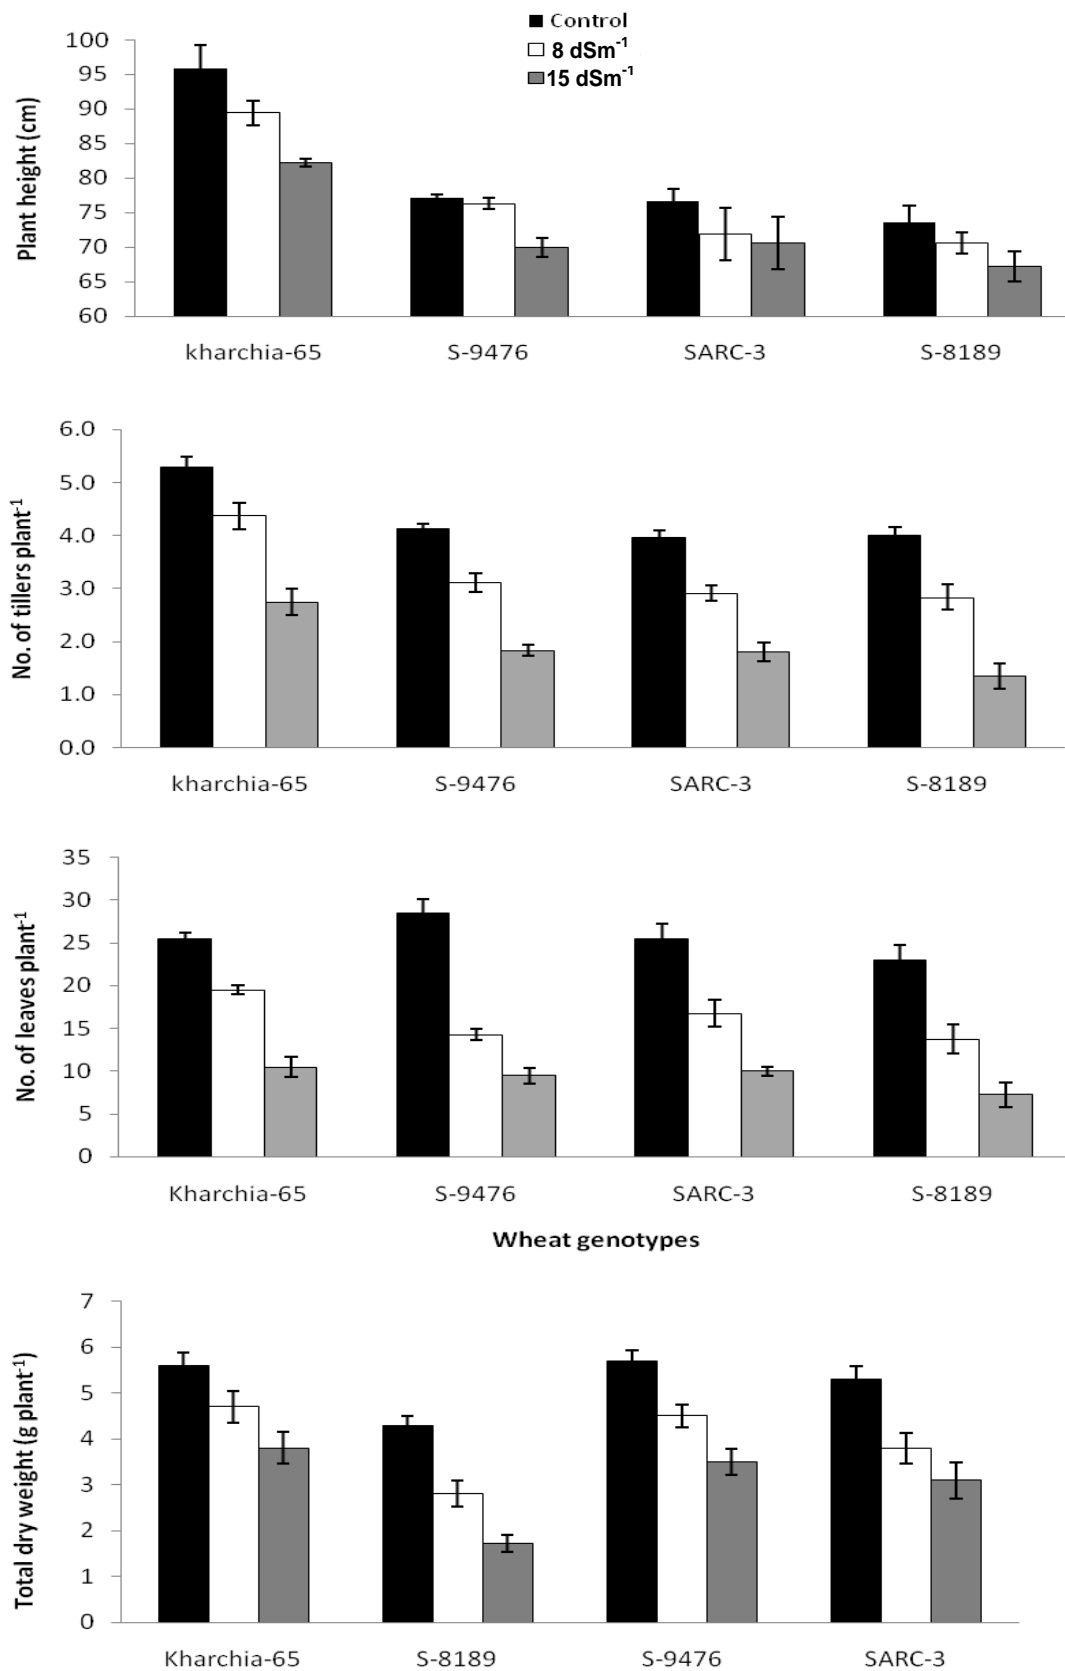 Control
8 dSm⁻¹
15 dSm⁻¹
Plant height (cm)
100
95
90
85
80
75
70
65
60
kharchia-65 S-9476 SARC-3 S-8189
No. of tillers plant⁻¹
6.0
5.0
4.0
3.0
2.0
1.0
0.0
kharchia-65 S-9476 SARC-3 S-8189
No. of leaves plant⁻¹
35
30
25
20
15
10
5
0
Kharchia-65 S-9476 SARC-3 S-8189
Wheat genotypes
Total dry weight (g plant⁻¹)
7
6
5
4
3
2
1
0
Kharchia-65 S-8189 S-9476 SARC-3